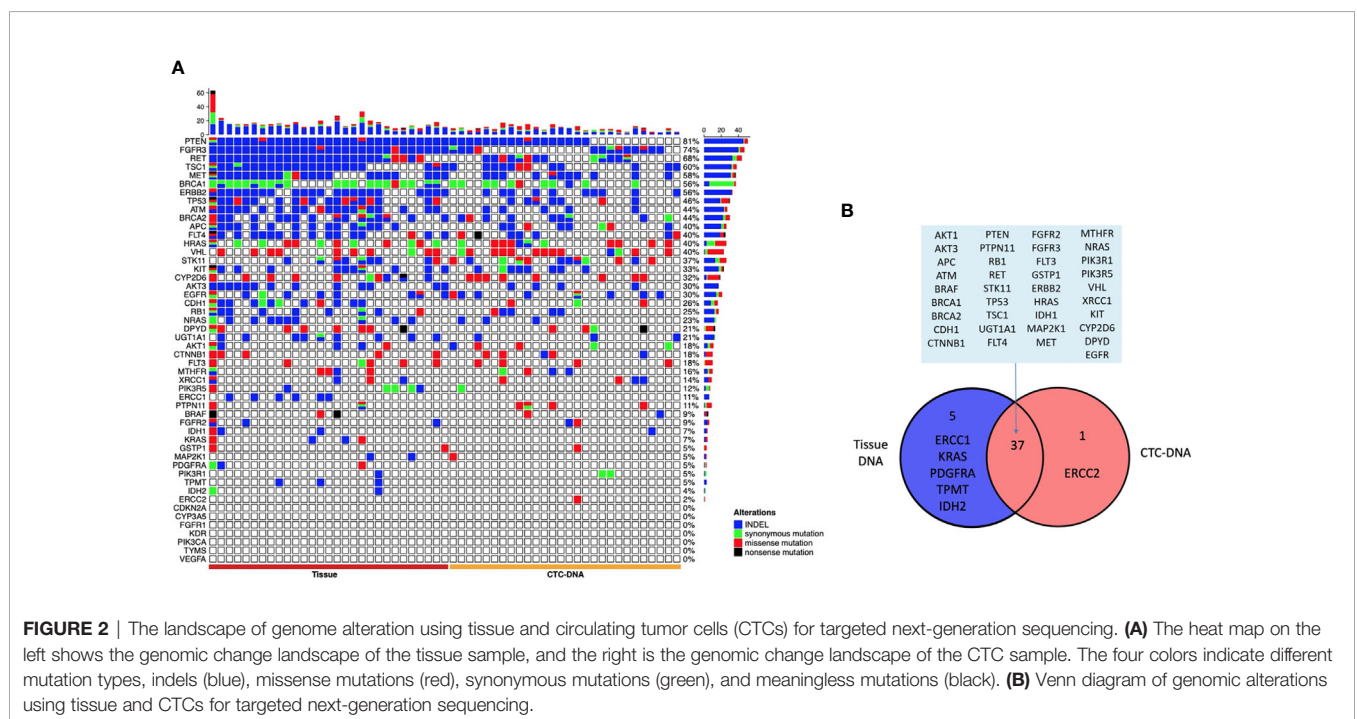 A
60
40
20
0
0 20 40
PTEN 81%
FGFR3 74%
RET 68%
TSC1 60%
MET 58%
BRCA1 56%
ERBB2 56%
TP53 46%
ATM 44%
BRCA2 44%
APC 40%
FLT4 40%
HRAS 40%
VHL 40%
STK11 37%
KIT 33%
CYP2D6 32%
AKT3 30%
EGFR 30%
CDH1 26%
RB1 25%
NRAS 23%
DPYD 21%
UGT1A1 21%
AKT1 18%
CTNNB1 18%
FLT3 18%
MTHFR 16%
XRCC1 14%
PIK3R5 12%
ERCC1 11%
PTPN11 11%
BRAF 9%
FGFR2 9%
IDH1 7%
KRAS 7%
GSTP1 5%
MAP2K1 5%
PDGFRA 5%
PIK3R1 5%
TPMT 5%
IDH2 4%
ERCC2 2%
CDKN2A 0%
CYP3A5 0%
FGFR1 0%
KDR 0%
PIK3CA 0%
TYMS 0%
VEGFA 0%
Tissue CTC-DNA
Alterations
INDEL
synonymous mutation
missense mutation
nonsense mutation
B
AKT1 PTEN FGFR2 MTHFR
AKT3 PTPN11 FGFR3 NRAS
APC RB1 FLT3 PIK3R1
ATM RET GSTP1 PIK3R5
BRAF STK11 ERBB2 VHL
BRCA1 TP53 HRAS XRCC1
BRCA2 TSC1 IDH1 KIT
CDH1 UGT1A1 MAP2K1 CYP2D6
CTNNB1 FLT4 MET DPYD
EGFR
Tissue
DNA
5
ERCC1
KRAS
PDGFRA
TPMT
IDH2
37
1
ERCC2
CTC-DNA
FIGURE 2 | The landscape of genome alteration using tissue and circulating tumor cells (CTCs) for targeted next-generation sequencing. (A) The heat map on the
left shows the genomic change landscape of the tissue sample, and the right is the genomic change landscape of the CTC sample. The four colors indicate different
mutation types, indels (blue), missense mutations (red), synonymous mutations (green), and meaningless mutations (black). (B) Venn diagram of genomic alterations
using tissue and CTCs for targeted next-generation sequencing.